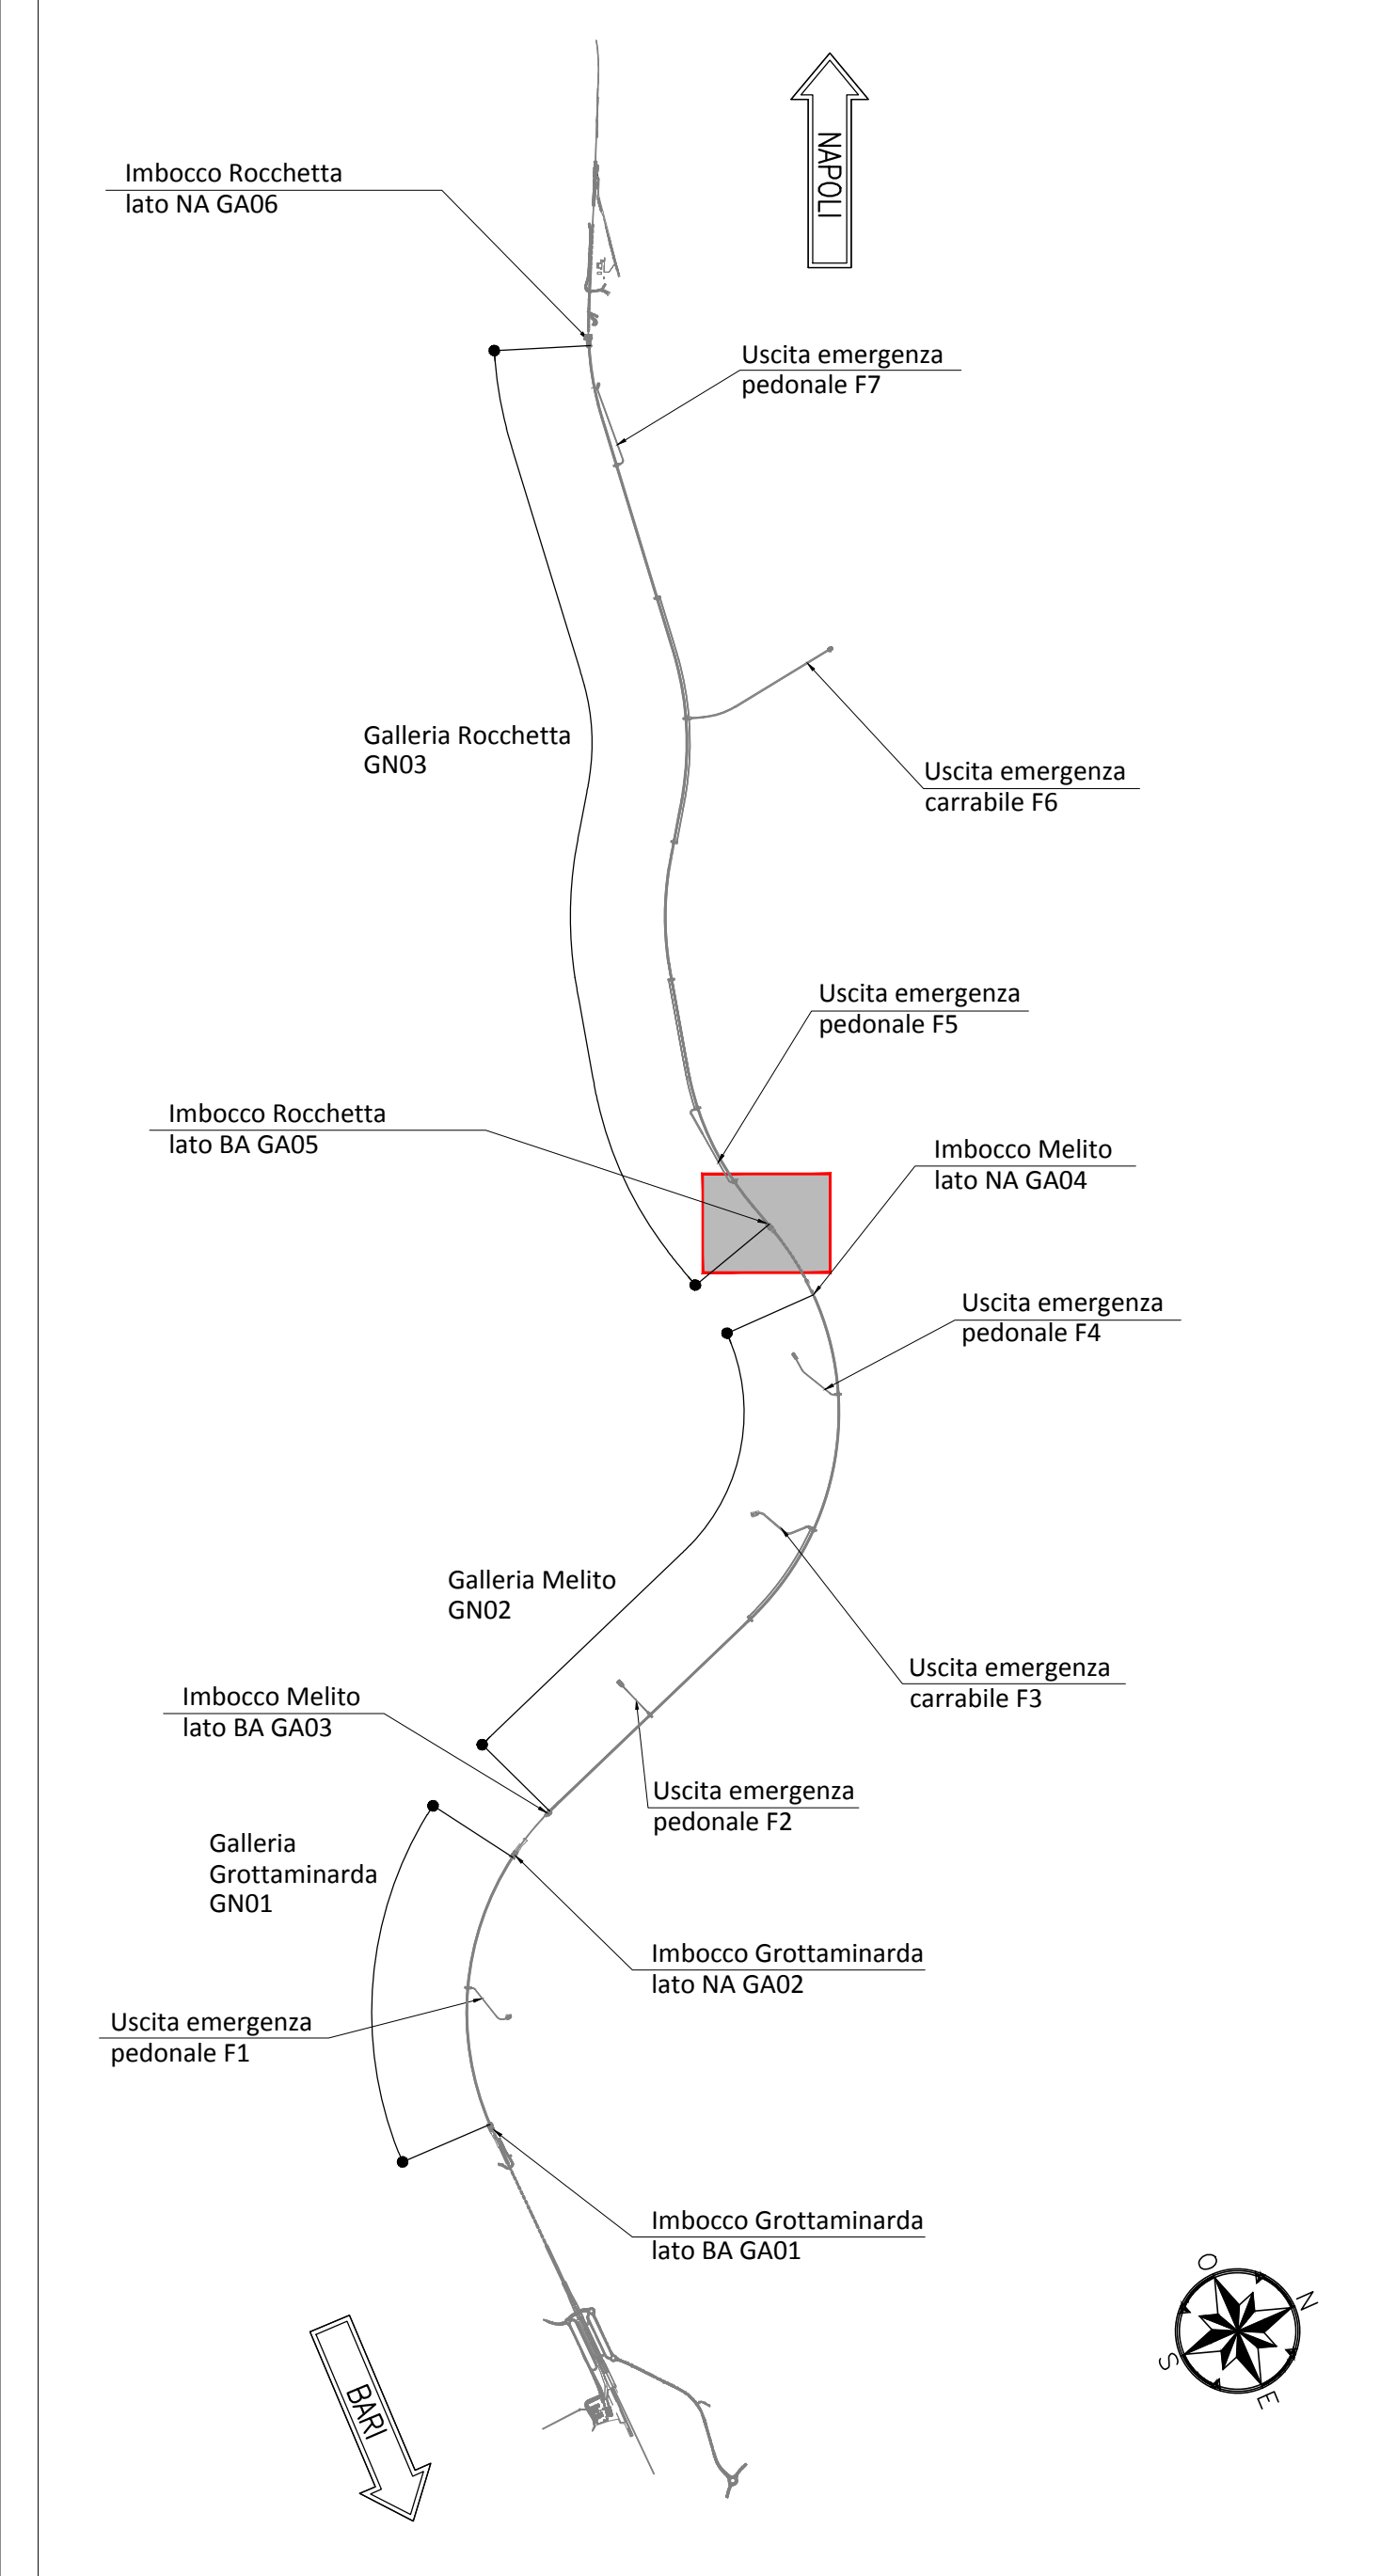 NAPOLI
Imbocco Rocchetta
lato NA GA06
Uscita emergenza
pedonale F7
Galleria Rocchetta
GN03
Uscita emergenza
carrabile F6
Uscita emergenza
pedonale F5
Imbocco Rocchetta
lato BA GA05
Imbocco Melito
lato NA GA04
Uscita emergenza
pedonale F4
Galleria Melito
GN02
Uscita emergenza
carrabile F3
Imbocco Melito
lato BA GA03
Uscita emergenza
pedonale F2
Galleria
Grottaminarda
GN01
Imbocco Grottaminarda
lato NA GA02
Uscita emergenza
pedonale F1
Imbocco Grottaminarda
lato BA GA01
BARI
O
N
S
E